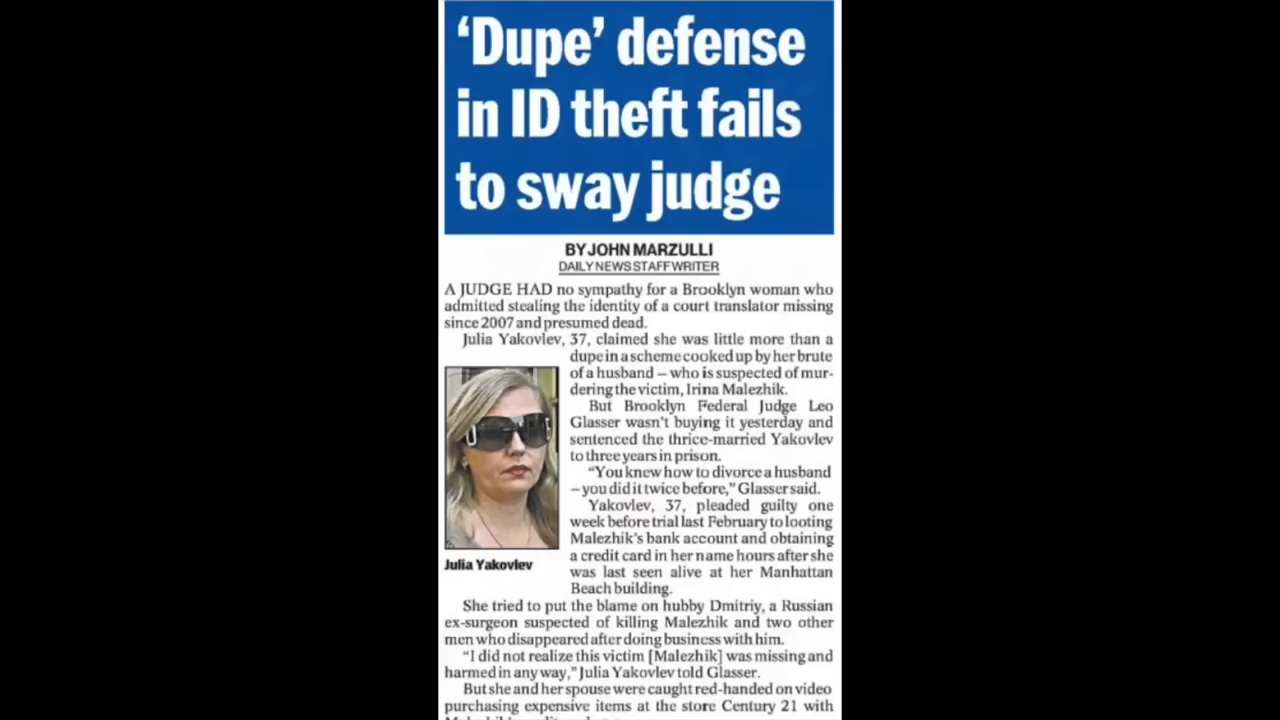 ‘Dupe’ defense
in ID theft fails
to sway judge
BY JOHN MARZULLI
DAILY NEWS STAFF WRITER
A JUDGE HAD no sympathy for a Brooklyn woman who
admitted stealing the identity of a court translator missing
since 2007 and presumed dead.
Julia Yakovlev, 37, claimed she was little more than a
dupe in a scheme cooked up by her brute
of a husband – who is suspected of mur-
dering the victim, Irina Malezhik.
But Brooklyn Federal Judge Leo
Glasser wasn't buying it yesterday and
sentenced the thrice-married Yakovlev
to three years in prison.
“You knew how to divorce a husband
– you did it twice before,” Glasser said.
Yakovlev, 37, pleaded guilty one
week before trial last February to looting
Malezhik's bank account and obtaining
a credit card in her name hours after she
was last seen alive at her Manhattan
Beach building.
Julia Yakovlev
She tried to put the blame on hubby Dmitriy, a Russian
ex-surgeon suspected of killing Malezhik and two other
men who disappeared after doing business with him.
“I did not realize this victim [Malezhik] was missing and
harmed in any way,” Julia Yakovlev told Glasser.
But she and her spouse were caught red-handed on video
purchasing expensive items at the store Century 21 with